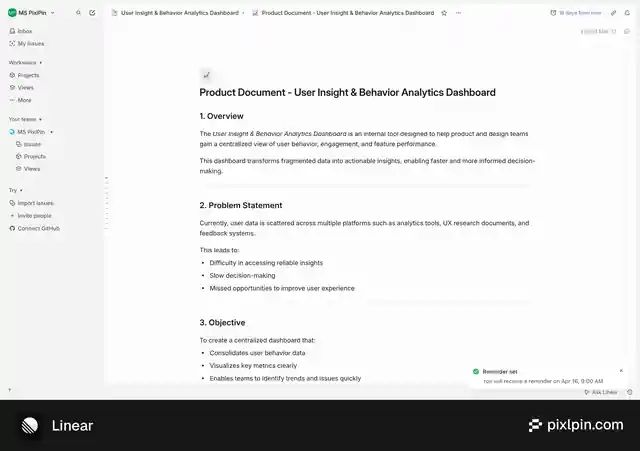 MS PixlPin
User Insight & Behavior Analytics Dashboard
Product Document - User Insight & Behavior Analytics Dashboard
Inbox
My Issues
Workspace
Projects
Views
More
Your teams
MS PixlPin
Issues
Projects
Views
Try
Import issues
Invite people
Connect GitHub
Product Document - User Insight & Behavior Analytics Dashboard
1. Overview
The User Insight & Behavior Analytics Dashboard is an internal tool designed to help product and design teams
gain a centralized view of user behavior, engagement, and feature performance.
This dashboard transforms fragmented data into actionable insights, enabling faster and more informed decision-
making.
2. Problem Statement
Currently, user data is scattered across multiple platforms such as analytics tools, UX research documents, and
feedback systems.
This leads to:
• Difficulty in accessing reliable insights
• Slow decision-making
• Missed opportunities to improve user experience
3. Objective
To create a centralized dashboard that:
• Consolidates user behavior data
• Visualizes key metrics clearly
• Enables teams to identify trends and issues quickly
Reminder set
You will receive a reminder on Apr 16, 9:00 AM
Ask Linear
Linear
pixlpin.com